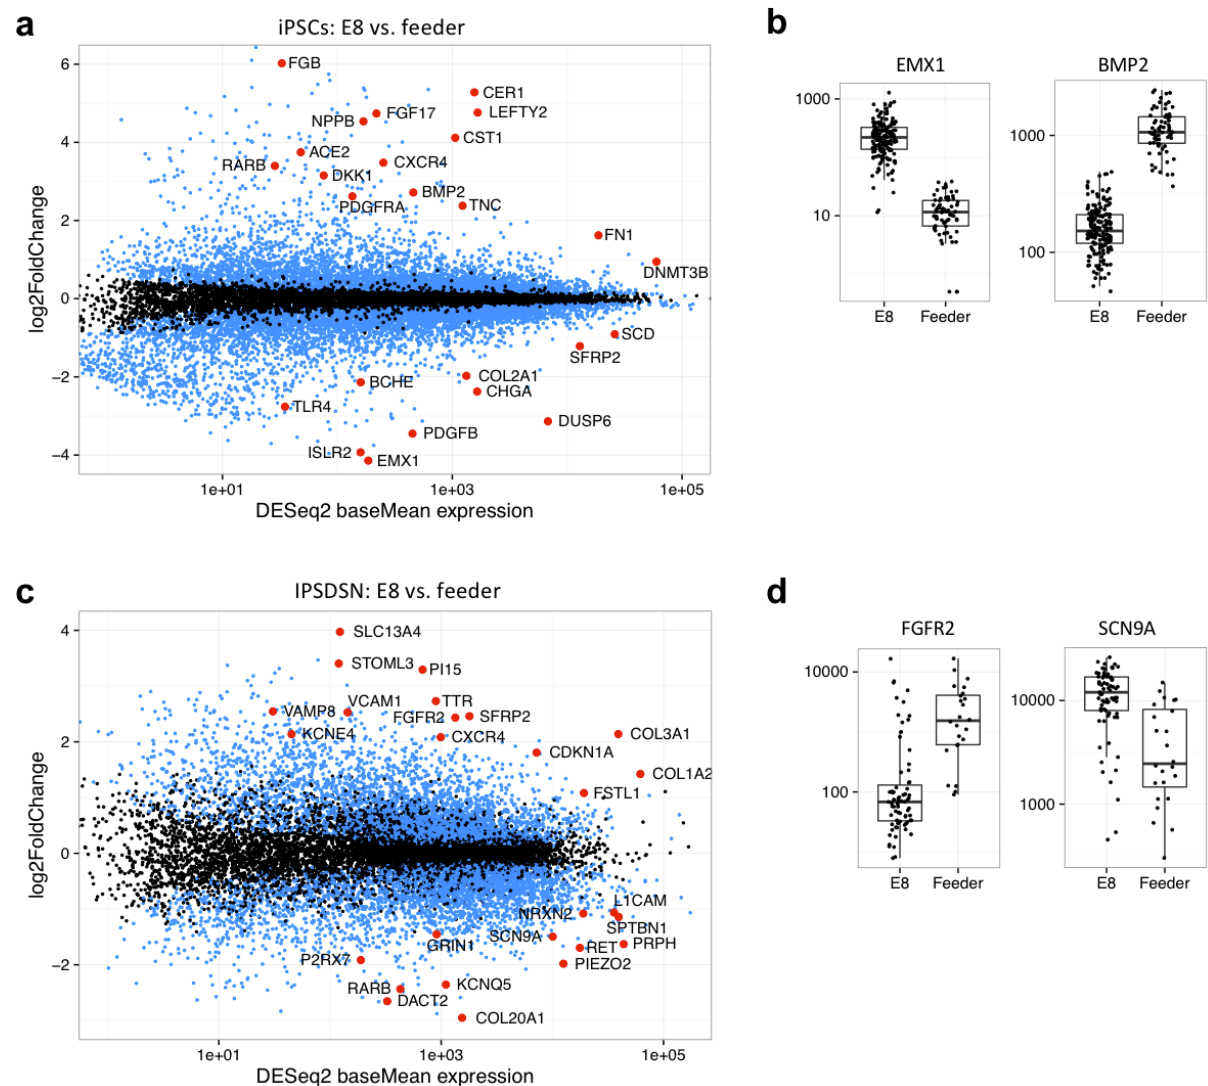 a
iPSCs: E8 vs. feeder
log2FoldChange
6
4
2
0
−2
−4
FGB
CER1
FGF17
LEFTY2
NPPB
CST1
ACE2
RARB
CXCR4
DKK1
BMP2
PDGFRA
TNC
FN1
DNMT3B
SCD
SFRP2
BCHE
COL2A1
CHGA
TLR4
DUSP6
PDGFB
ISLR2
EMX1
1e+01
1e+03
1e+05
DESeq2 baseMean expression
b
EMX1
1000
10
E8
Feeder
BMP2
1000
100
E8
Feeder
c
IPSDSN: E8 vs. feeder
log2FoldChange
4
2
0
−2
SLC13A4
STOML3
PI15
VCAM1
TTR
VAMP8
FGFR2
SFRP2
KCNE4
CXCR4
COL3A1
CDKN1A
COL1A2
FSTL1
L1CAM
NRXN2
SPTBN1
SCN9A
GRIN1
RET
PRPH
P2RX7
PIEZO2
RARB
KCNQ5
DACT2
COL20A1
1e+01
1e+03
1e+05
DESeq2 baseMean expression
d
FGFR2
10000
100
E8
Feeder
SCN9A
10000
1000
E8
Feeder